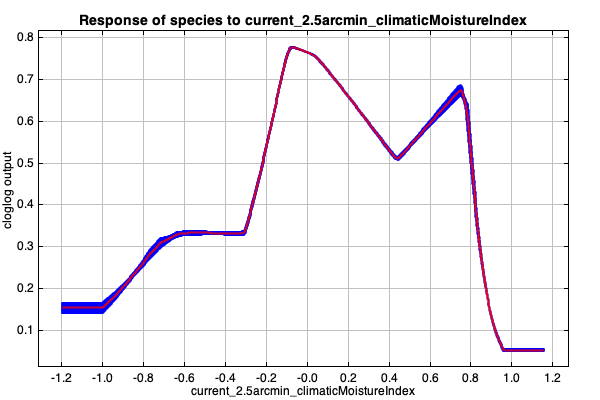 Response of species to current_2.5arcmin_climaticMoistureIndex
cloglog output
0.8
0.7
0.6
0.5
0.4
0.3
0.2
0.1
-1.2 -1.0 -0.8 -0.6 -0.4 -0.2 -0.0 0.2 0.4 0.6 0.8 1.0 1.2
current_2.5arcmin_climaticMoistureIndex